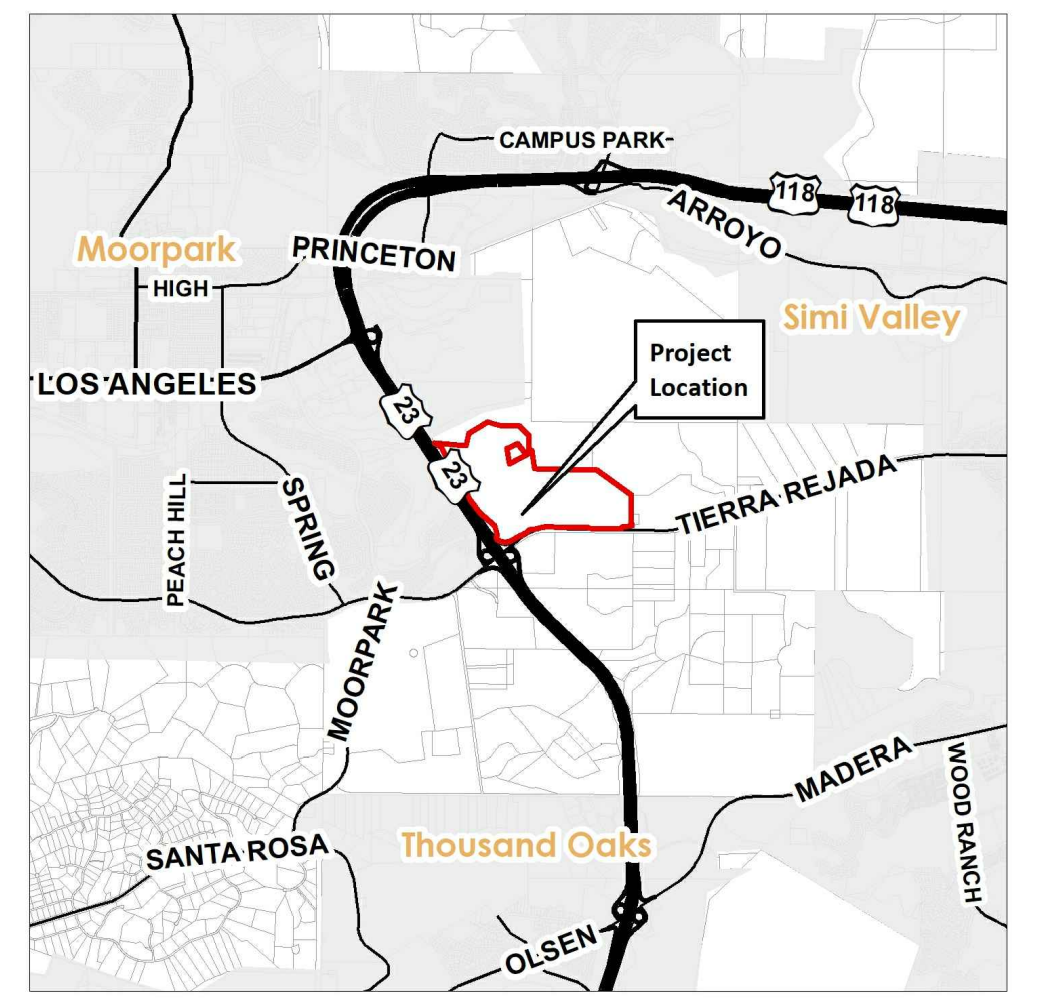 CAMPUS PARK
118
118
ARROYO
PRINCETON
Moorpark
HIGH
Simi Valley
Project
Location
LOS ANGELES
23
23
TIERRA REJADA
PEACH HILL
SPRING
MOORPARK
MADERA
WOOD RANCH
Thousand Oaks
SANTA ROSA
OLSEN